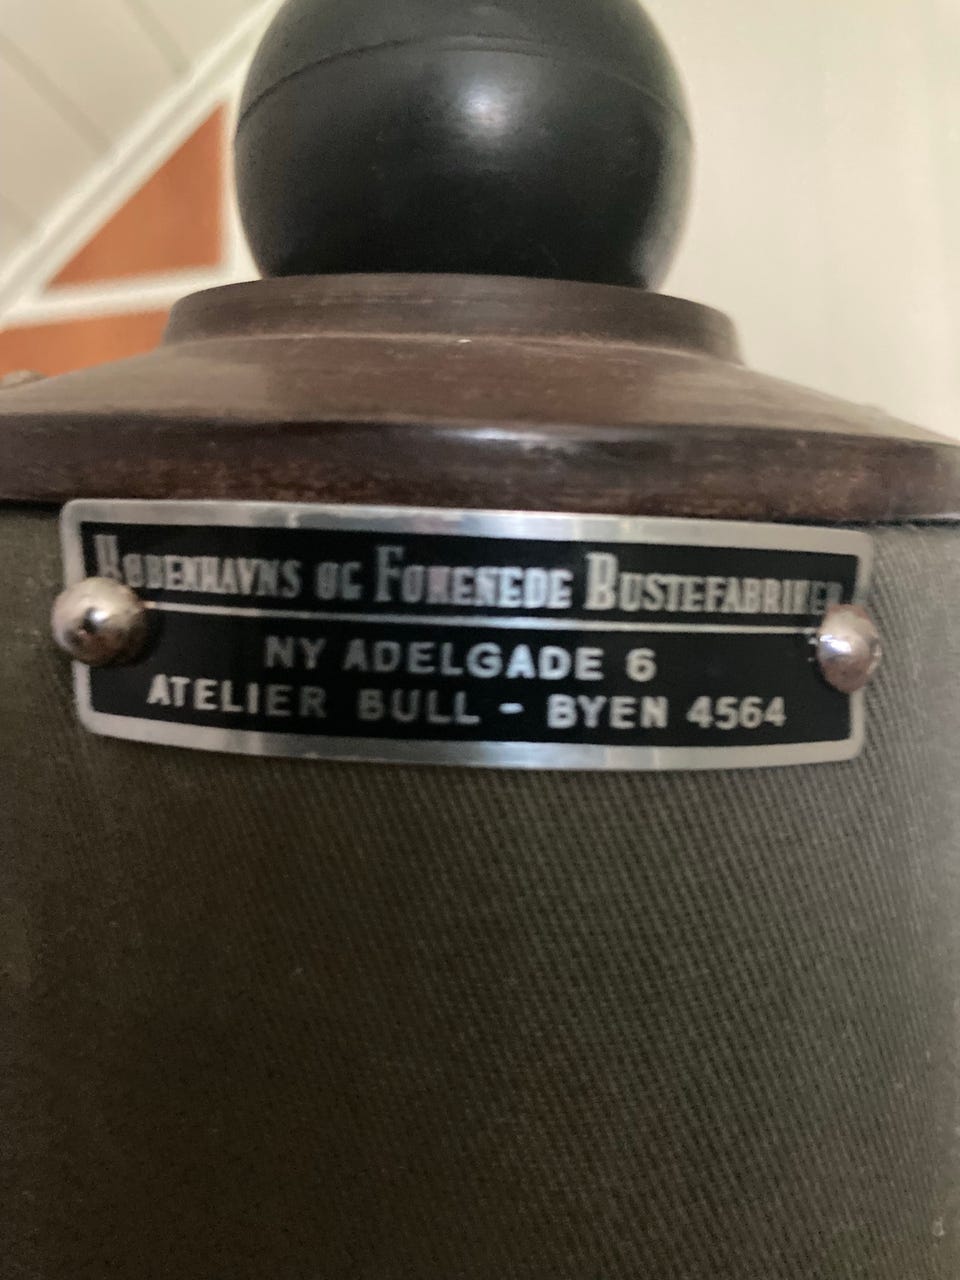 KØBENHAVNS OG FORENEDE BUSTEFABRIKER
NY ADELGADE 6
ATELIER BULL - BYEN 4564